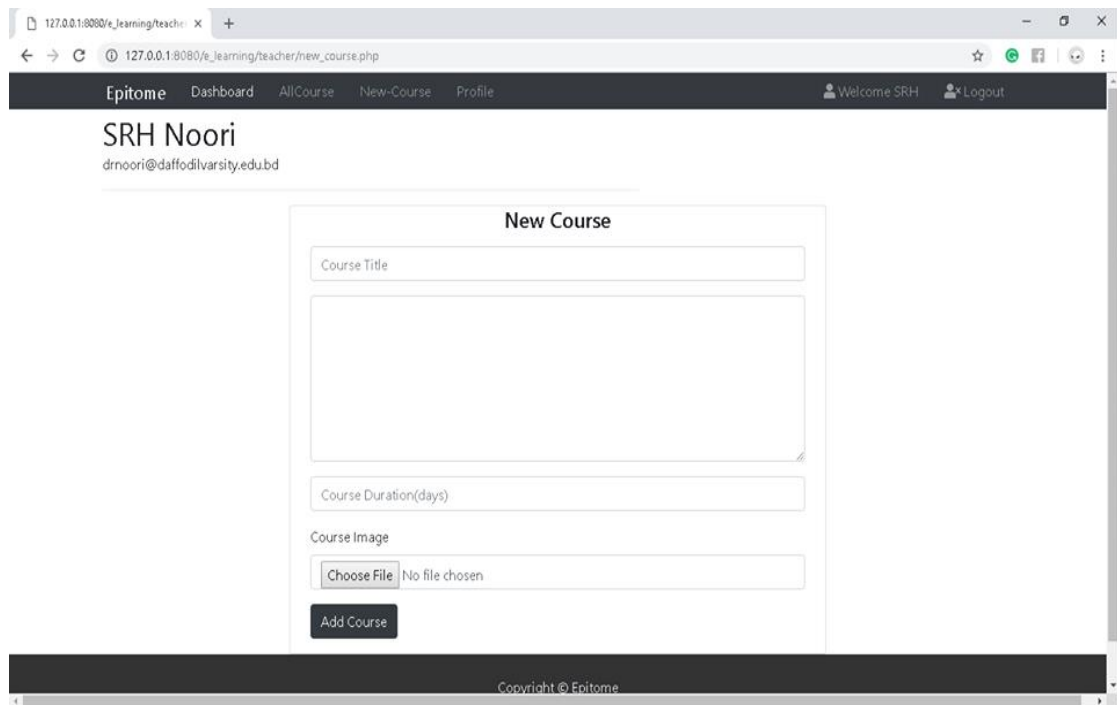 127.0.0.1:8080/e_learning/teache
127.0.0.1:8080/e_learning/teacher/new_course.php
Epitome Dashboard AllCourse New-Course Profile Welcome SRH Logout
SRH Noori
drnoori@daffodilvarsity.edu.bd
New Course
Course Title
Course Duration(days)
Course Image
Choose File No file chosen
Add Course
Copyright © Epitome